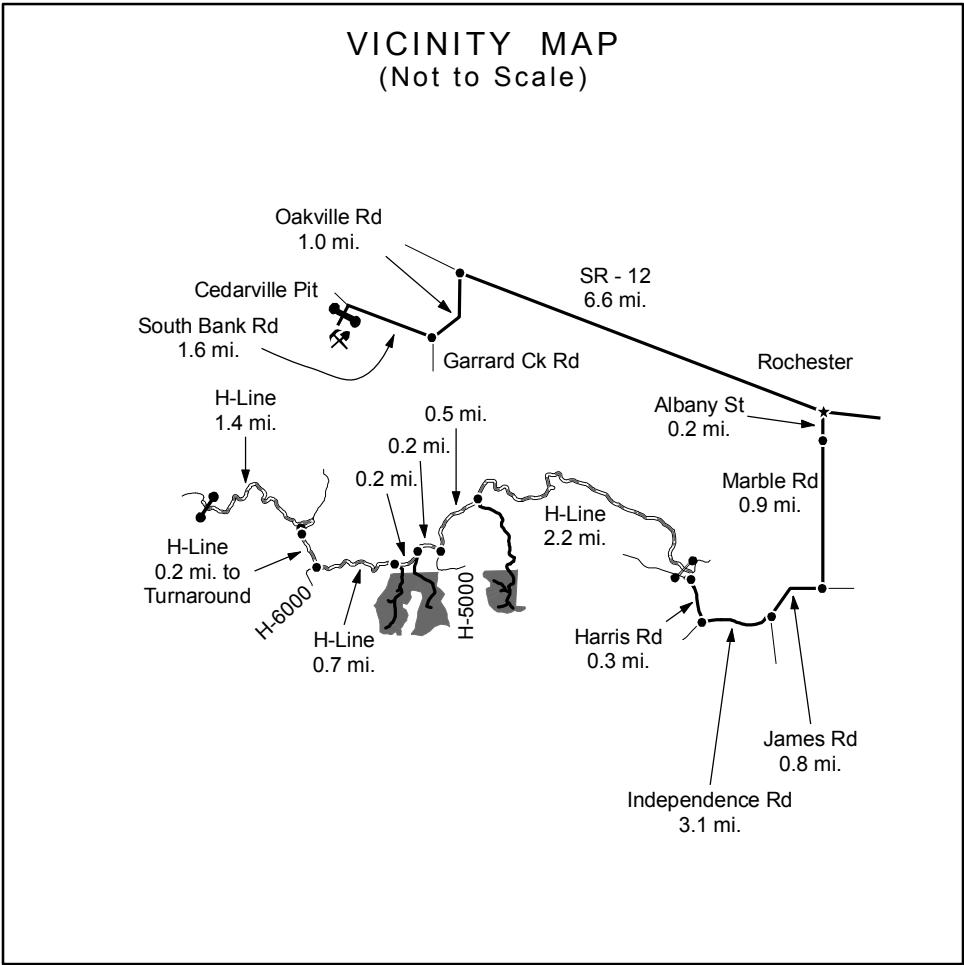 VICINITY MAP
(Not to Scale)
Oakville Rd
1.0 mi.
SR - 12
6.6 mi.
Cedarville Pit
South Bank Rd
1.6 mi.
Garrard Ck Rd
Rochester
H-Line
1.4 mi.
0.5 mi.
Albany St
0.2 mi.
0.2 mi.
0.2 mi.
Marble Rd
0.9 mi.
H-Line
2.2 mi.
H-Line
0.2 mi. to
Turnaround
H-6000
H-5000
H-Line
0.7 mi.
Harris Rd
0.3 mi.
James Rd
0.8 mi.
Independence Rd
3.1 mi.